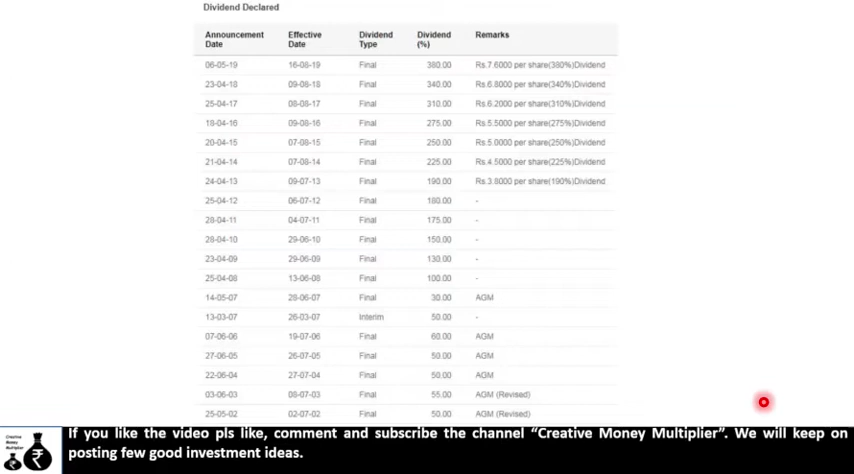 Dividend Declared
Announcement Date Effective Date Dividend Type Dividend (%) Remarks
06-05-19 16-08-19 Final 380.00 Rs.7.6000 per share(380%)Dividend
23-04-18 09-08-18 Final 340.00 Rs.6.8000 per share(340%)Dividend
25-04-17 08-08-17 Final 310.00 Rs.6.2000 per share(310%)Dividend
18-04-16 09-08-16 Final 275.00 Rs.5.5000 per share(275%)Dividend
20-04-15 07-08-15 Final 250.00 Rs.5.0000 per share(250%)Dividend
21-04-14 07-08-14 Final 225.00 Rs.4.5000 per share(225%)Dividend
24-04-13 09-07-13 Final 190.00 Rs.3.8000 per share(190%)Dividend
25-04-12 06-07-12 Final 180.00 -
28-04-11 04-07-11 Final 175.00 -
28-04-10 29-06-10 Final 150.00 -
23-04-09 29-06-09 Final 130.00 -
25-04-08 13-06-08 Final 100.00 -
14-05-07 28-06-07 Final 30.00 AGM
13-03-07 26-03-07 Interim 50.00 -
07-06-06 19-07-06 Final 60.00 AGM
27-06-05 26-07-05 Final 50.00 AGM
22-06-04 27-07-04 Final 50.00 AGM
03-06-03 08-07-03 Final 55.00 AGM (Revised)
25-05-02 02-07-02 Final 50.00 AGM (Revised)
Creative
Money
Multiplier
₹ ₹
If you like the video pls like, comment and subscribe the channel “Creative Money Multiplier”. We will keep on
posting few good investment ideas.